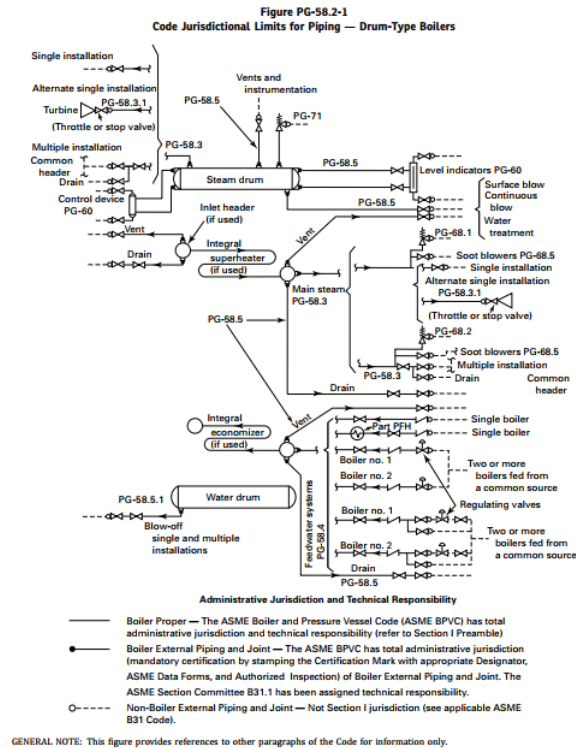 Figure PG-58.2-1
Code Jurisdictional Limits for Piping — Drum-Type Boilers
Single installation
Alternate single installation
PG-58.3.1
Turbine
(Throttle or stop valve)
Multiple installation
Common
header
Drain
Control device
PG-60
PG-58.3
PG-58.5
Vents and
instrumentation
PG-71
Steam drum
PG-58.5
Level indicators PG-60
PG-58.5
Surface blow
Continuous
blow
Water
treatment
Vent
Drain
Inlet header
(if used)
Integral
superheater
(if used)
Vent
Main steam
PG-58.3
PG-58.5
PG-68.1
Soot blowers PG-68.5
Single installation
Alternate single installation
PG-58.3.1
(Throttle or stop valve)
PG-68.2
Soot blowers PG-68.5
Multiple installation
PG-58.3
Drain
Common
header
Drain
Vent
Integral
economizer
(if used)
Single boiler
Part PFH
Single boiler
Boiler no. 1
Boiler no. 2
Two or more
boilers fed from
a common source
Regulating valves
Boiler no. 1
Boiler no. 2
Two or more
boilers fed from
a common source
Feedwater systems
PG-58.4
Drain
PG-58.5
Water drum
PG-58.5.1
Blow-off
single and multiple
installations
Administrative Jurisdiction and Technical Responsibility
Boiler Proper — The ASME Boiler and Pressure Vessel Code (ASME BPVC) has total
administrative jurisdiction and technical responsibility (refer to Section I Preamble)
Boiler External Piping and Joint — The ASME BPVC has total administrative jurisdiction
(mandatory certification by stamping the Certification Mark with appropriate Designator,
ASME Data Forms, and Authorized Inspection) of Boiler External Piping and Joint. The
ASME Section Committee B31.1 has been assigned technical responsibility.
Non-Boiler External Piping and Joint — Not Section I jurisdiction (see applicable ASME
B31 Code).
GENERAL NOTE: This figure provides references to other paragraphs of the Code for information only.